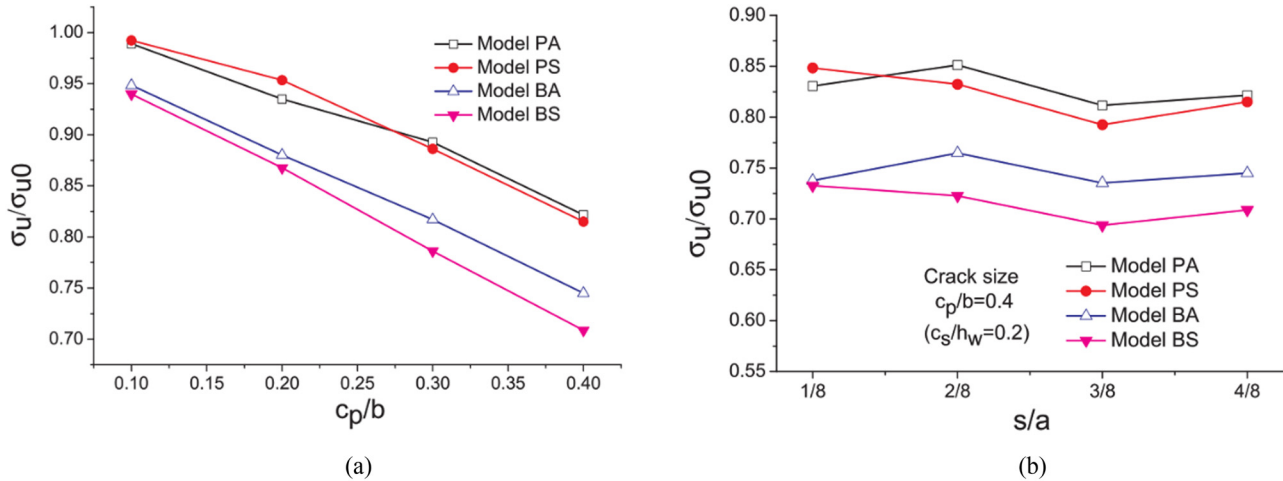 1.00
0.95
0.90
0.85
0.80
0.75
0.70
σu/σu0
0.10 0.15 0.20 0.25 0.30 0.35 0.40
cp/b
Model PA
Model PS
Model BA
Model BS
(a)
0.90
0.85
0.80
0.75
0.70
0.65
0.60
0.55
σu/σu0
1/8 2/8 3/8 4/8
s/a
Crack size
cp/b=0.4
(cs/hw=0.2)
Model PA
Model PS
Model BA
Model BS
(b)